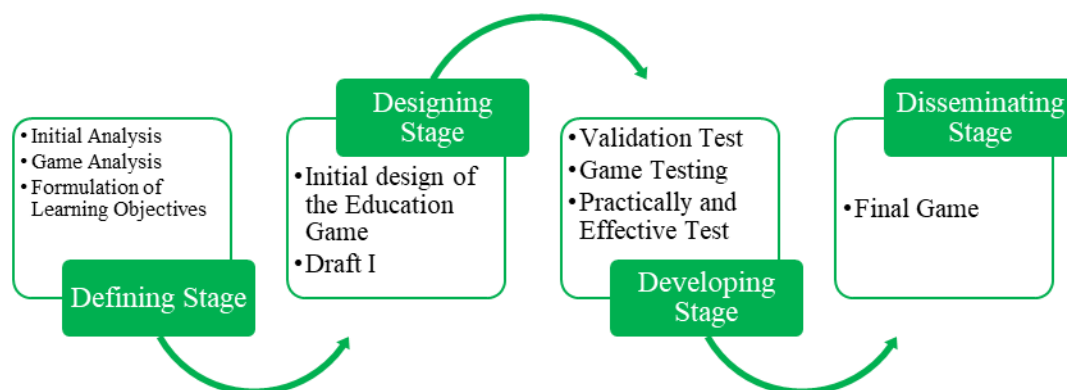 • Initial Analysis
• Game Analysis
• Formulation of
Learning Objectives
Defining Stage
Designing
Stage
• Initial design of
the Education
Game
• Draft I
• Validation Test
• Game Testing
• Practically and
Effective Test
Developing
Stage
Disseminating
Stage
• Final Game